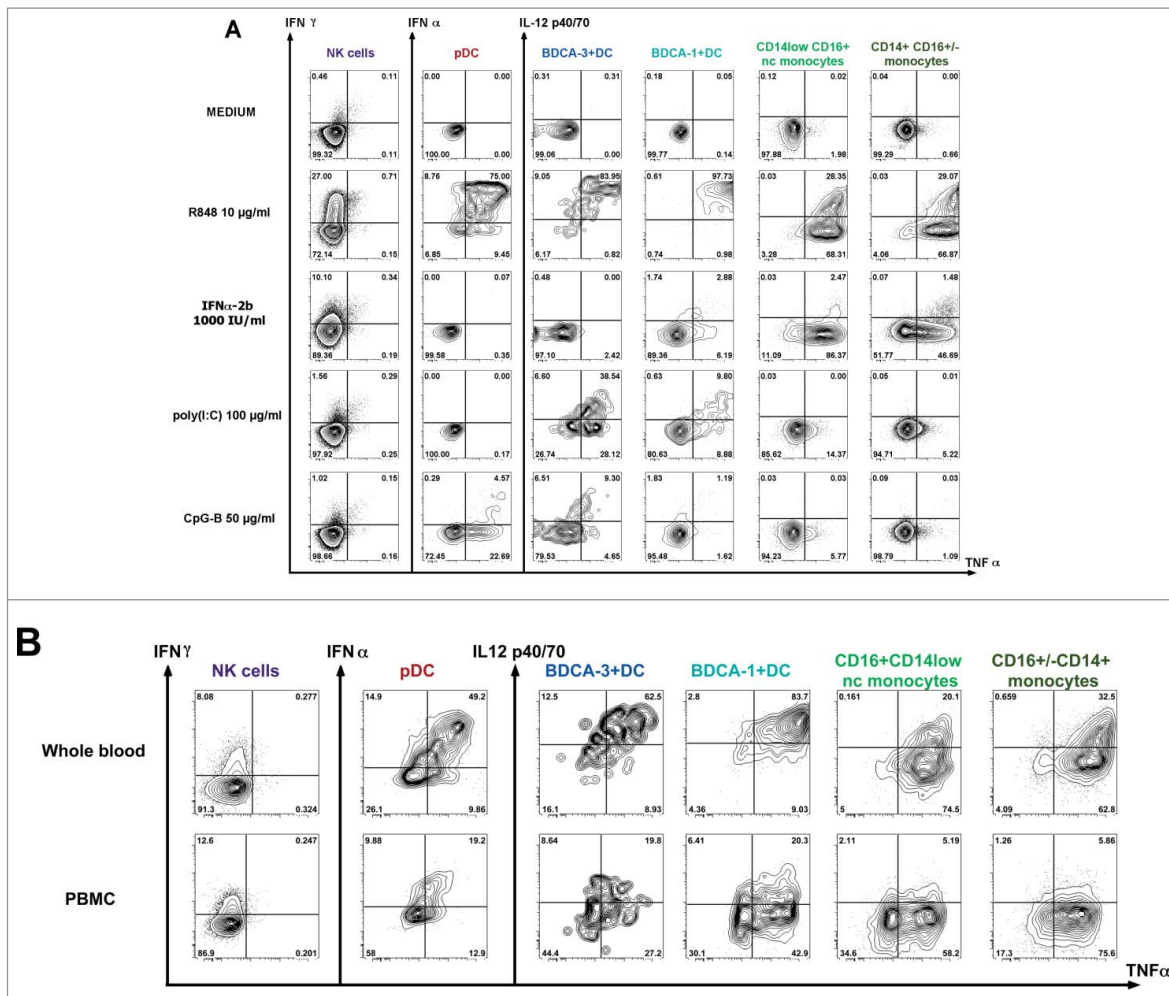 A
IFN γ IFN α IL-12 p40/70
NK cells pDC BDCA-3+DC BDCA-1+DC CD14low CD16+ nc monocytes CD14+ CD16+/- monocytes
0.46 0.11 0.00 0.00 0.31 0.31 0.18 0.05 0.12 0.02 0.04 0.00
MEDIUM
99.32 0.11 100.00 0.00 99.06 0.00 99.77 0.14 97.88 1.98 99.29 0.66
27.00 0.71 8.76 75.00 9.05 83.95 0.61 97.73 0.03 28.35 0.03 29.07
R848 10 µg/ml
72.14 0.15 6.85 9.45 6.17 0.82 0.74 0.98 3.28 68.31 4.06 66.87
10.10 0.34 0.00 0.07 0.48 0.00 1.74 2.88 0.03 2.47 0.07 1.48
IFNα-2b
1000 IU/ml
89.36 0.19 99.58 0.35 97.10 2.42 89.36 6.19 11.09 86.37 51.77 46.69
1.56 0.29 0.00 0.00 6.60 38.54 0.63 9.80 0.03 0.00 0.05 0.01
poly(I:C) 100 µg/ml
97.92 0.25 100.00 0.17 26.74 28.12 80.63 8.88 85.62 14.37 94.71 5.22
1.02 0.15 0.29 4.57 6.51 9.30 1.83 1.19 0.03 0.03 0.09 0.03
CpG-B 50 µg/ml
98.66 0.16 72.45 22.69 79.53 4.65 95.48 1.62 94.23 5.77 98.79 1.09
TNF α
B
IFN γ IFN α IL12 p40/70
NK cells pDC BDCA-3+DC BDCA-1+DC CD16+CD14low nc monocytes CD16+/-CD14+ monocytes
8.08 0.277 14.9 49.2 12.5 62.5 2.8 83.7 0.161 20.1 0.659 32.5
Whole blood
91.3 0.324 26.1 9.86 16.1 8.93 4.36 9.03 5 74.5 4.09 62.8
12.6 0.247 9.88 19.2 8.64 19.8 6.41 20.3 2.11 5.19 1.26 5.86
PBMC
86.9 0.201 58 12.9 44.4 27.2 30.1 42.9 34.6 58.2 17.3 75.6
TNFα